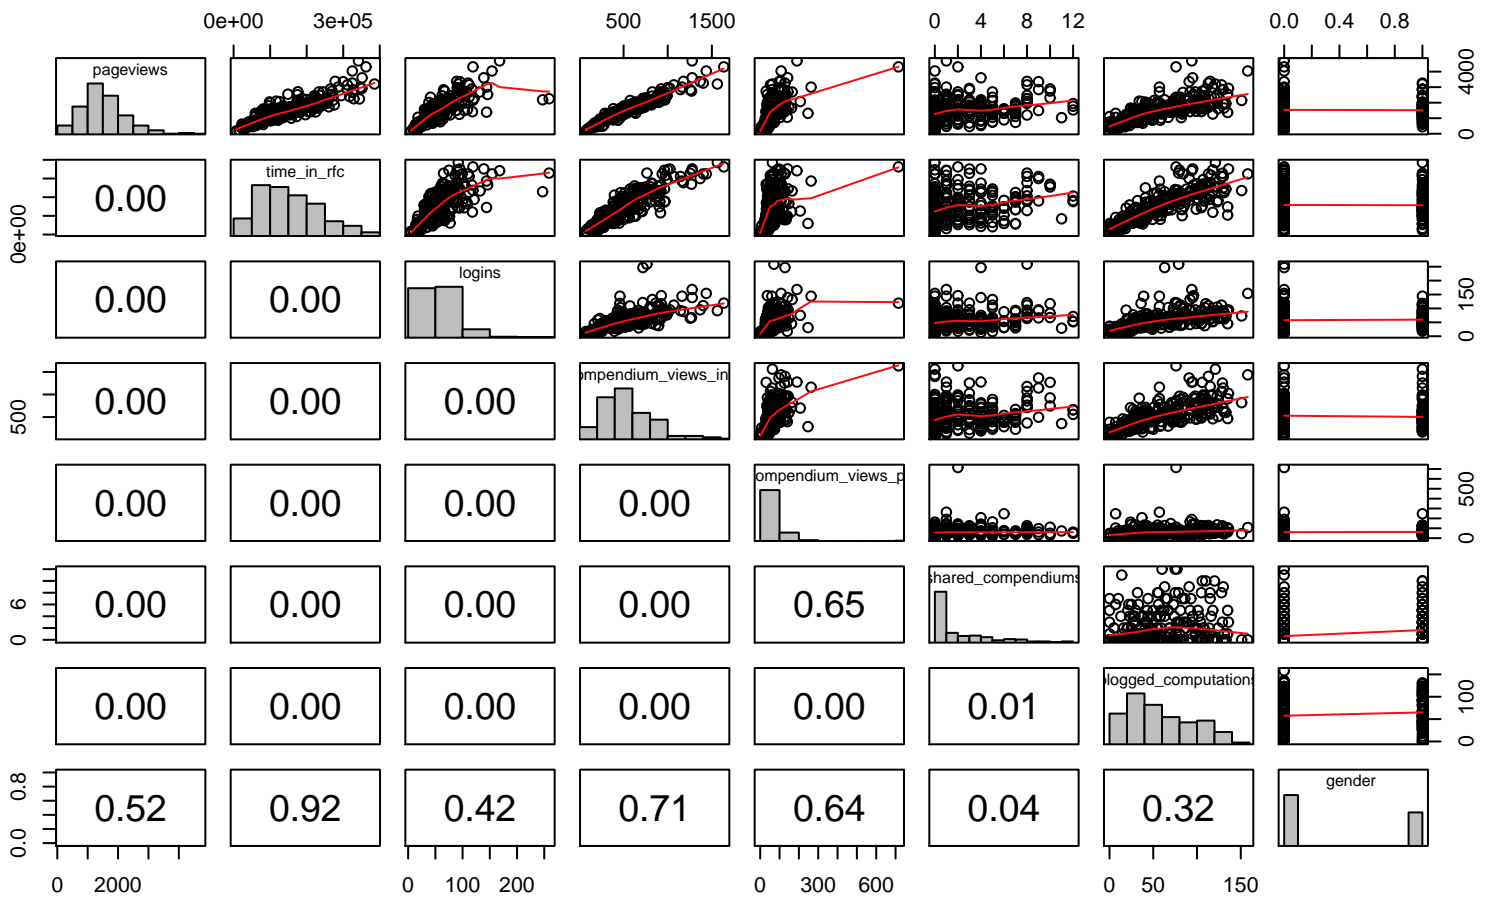 0e+00 3e+05 500 1500 0 4 8 12 0.0 0.4 0.8
pageviews 0 4000
0e+00 0.00 time_in_rfc
0.00 0.00 logins 0 150
500 0.00 0.00 0.00 ompendium_views_in
0.00 0.00 0.00 0.00 ompendium_views_p 0 500
0 6 0.00 0.00 0.00 0.00 0.65 shared_compendiums
0.00 0.00 0.00 0.00 0.00 0.01 blogged_computations 0 100
0.0 0.8 0.52 0.92 0.42 0.71 0.64 0.04 0.32 gender
0 2000 0 100 200 0 300 600 0 50 150